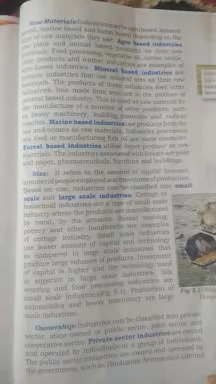 Raw Materials: Industries may be agro based, mineral
based, marine based and forest based depending on the
type of raw materials they use. Agro based industries
use plant and animal based products as their raw
materials. Food processing, vegetable oil, cotton textile,
dairy products and leather industries are examples of
agro-based industries. Mineral based industries are
primary industries that use mineral ores as their raw
materials. The products of these industries feed other
industries. Iron made from iron ore is the product of
mineral based industry. This is used as raw material for
the manufacture of a number of other products, such
as heavy machinery, building materials and railway
coaches. Marine based industries use products from the
sea and oceans as raw materials. Industries processing
sea food or manufacturing fish oil are some examples.
Forest based industries utilise forest produce as raw
materials. The industries associated with forests are pulp
and paper, pharmaceuticals, furniture and buildings.
Size: It refers to the amount of capital invested,
number of people employed and the volume of production.
Based on size, industries can be classified into small
scale and large scale industries. Cottage or
household industries are a type of small scale
industry where the products are manufactured
by hand, by the artisans. Basket weaving,
pottery and other handicrafts are examples
of cottage industry. Small scale industries
use lesser amount of capital and technology
as compared to large scale industries that
produce large volumes of products. Investment
of capital is higher and the technology used
is superior in large scale industries. Silk
weaving and food processing industries are
small scale industries
automobiles and heavy machinery are large
scale industries.
Ownership: Industries can be classified into private
sector, state owned or public sector, joint sector and
cooperative sector. Private sector industries are owned
and operated by individuals or a group of individuals.
The public sector industries are owned and operated by
the government, such as Hindustan Aeronautics Limited